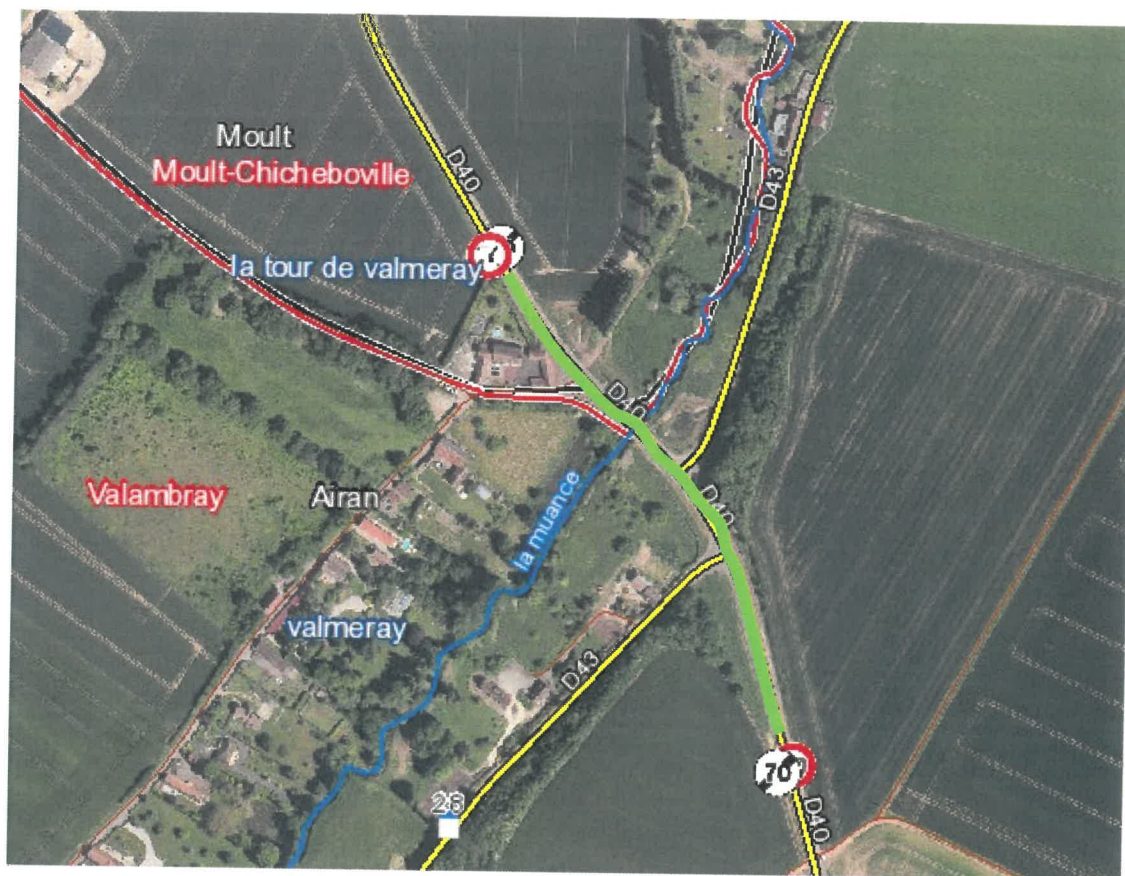 Moult
Moult-Chicheboville
D40
D43
la tour de valmeray
D40
D40
Valambray
Airan
la muance
valmeray
D43
70
28
D40